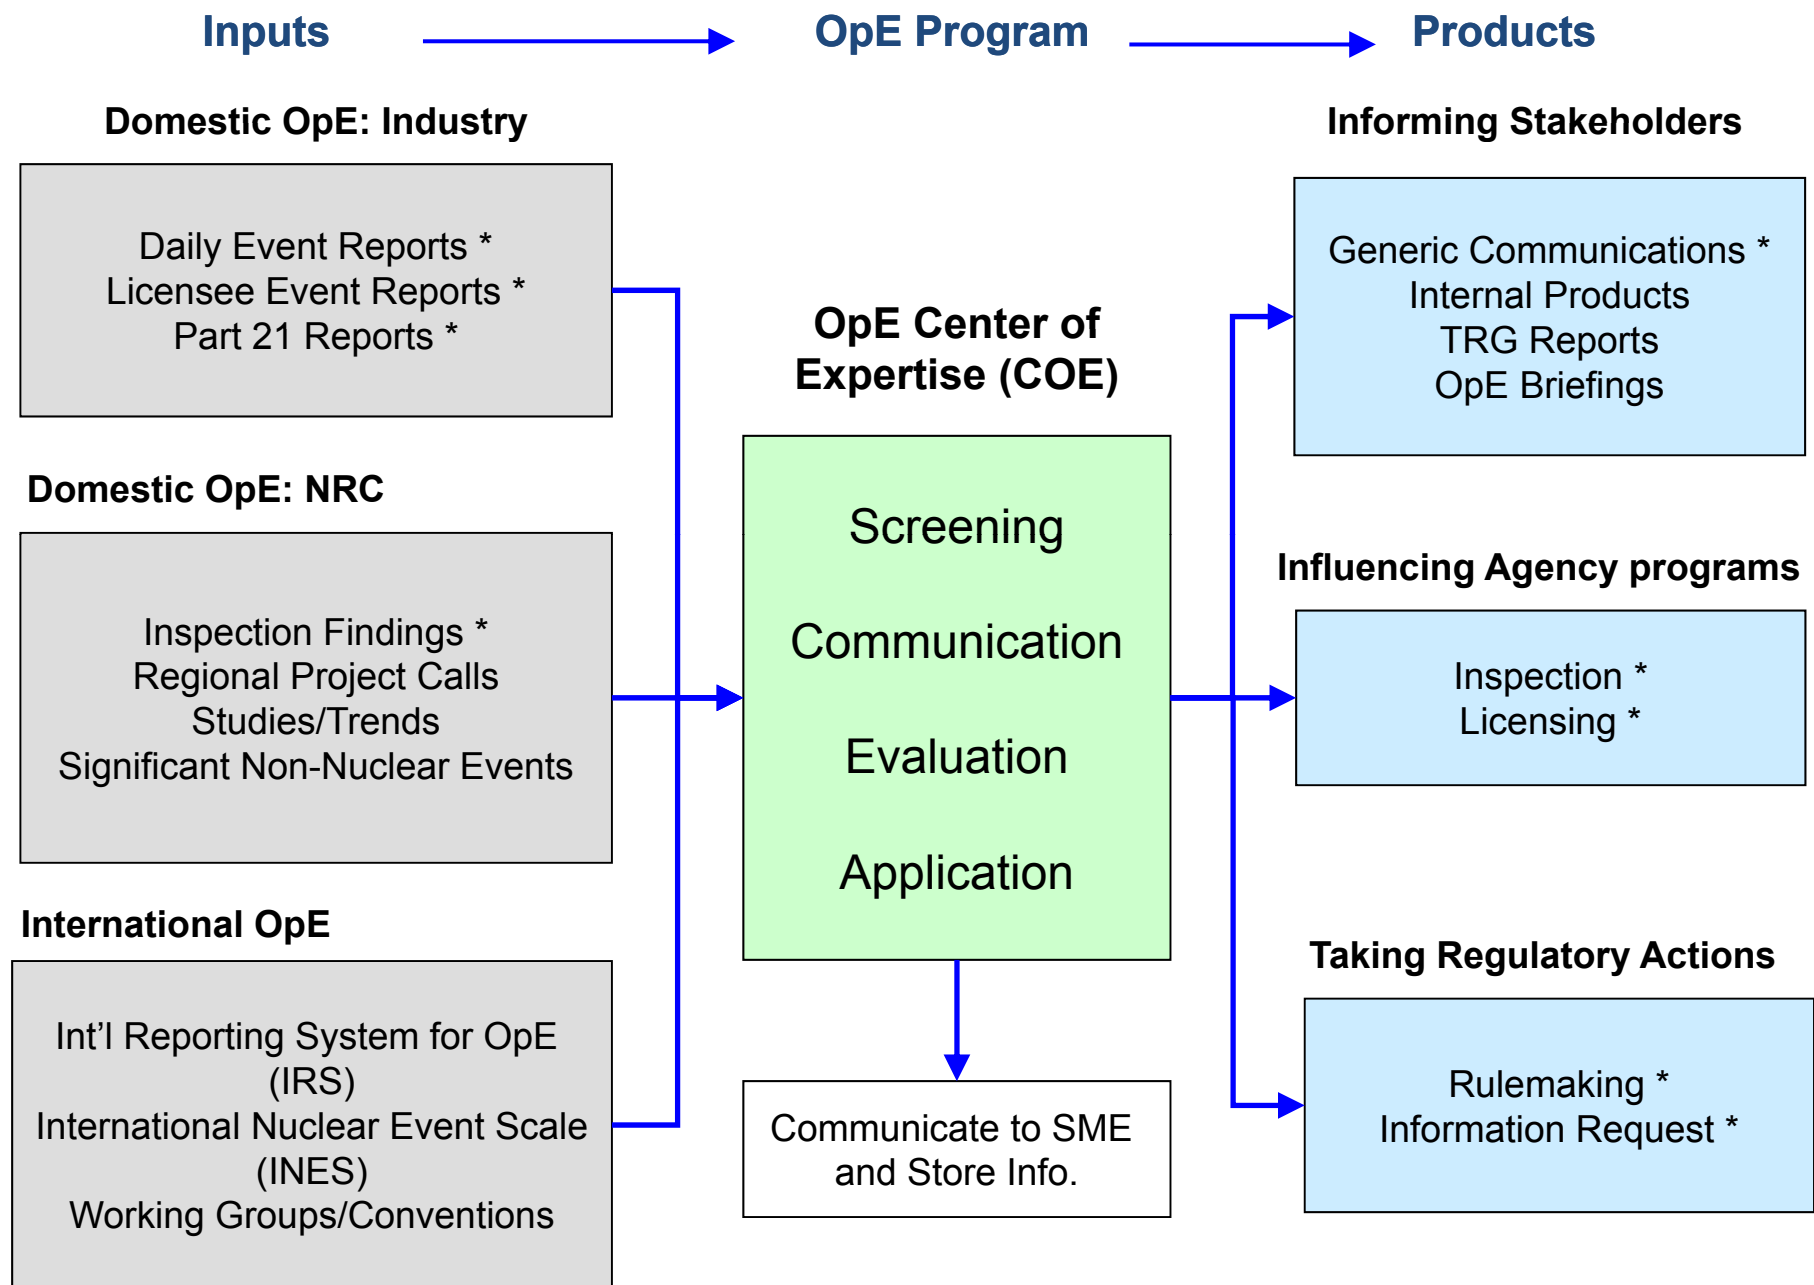 Inputs
OpE Program
Products
Domestic OpE: Industry
Daily Event Reports *
Licensee Event Reports *
Part 21 Reports *
Domestic OpE: NRC
Inspection Findings *
Regional Project Calls
Studies/Trends
Significant Non-Nuclear Events
International OpE
Int’l Reporting System for OpE
(IRS)
International Nuclear Event Scale
(INES)
Working Groups/Conventions
OpE Center of
Expertise (COE)
Screening
Communication
Evaluation
Application
Communicate to SME
and Store Info.
Informing Stakeholders
Generic Communications *
Internal Products
TRG Reports
OpE Briefings
Influencing Agency programs
Inspection *
Licensing *
Taking Regulatory Actions
Rulemaking *
Information Request *